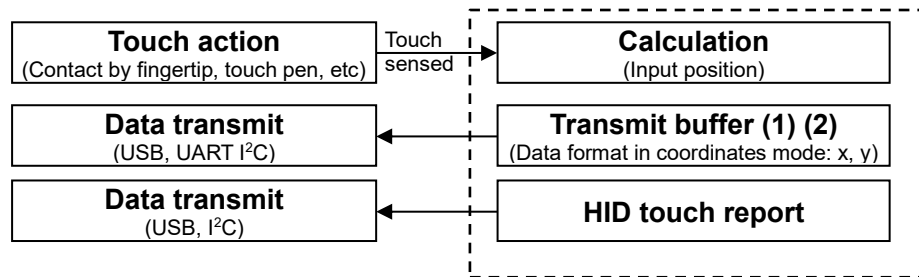 Touch action
(Contact by fingertip, touch pen, etc)
Touch
sensed
Calculation
(Input position)
Data transmit
(USB, UART I²C)
Transmit buffer (1) (2)
(Data format in coordinates mode: x, y)
Data transmit
(USB, I²C)
HID touch report